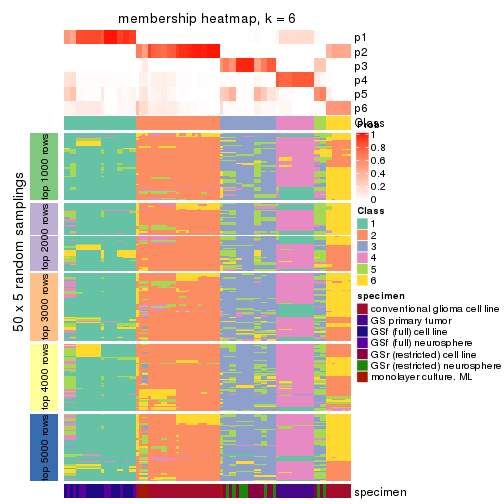 membership heatmap, k = 6
p1
p2
p3
p4
p5
p6
Class
50 x 5 random samplings
top 1000 rows
top 2000 rows
top 3000 rows
top 4000 rows
top 5000 rows
1
0.8
0.6
0.4
0.2
0
Class
1
2
3
4
5
6
specimen
conventional glioma cell line
GS primary tumor
GSf (full) cell line
GSf (full) neurosphere
GSr (restricted) cell line
GSr (restricted) neurosphere
monolayer culture, ML
specimen